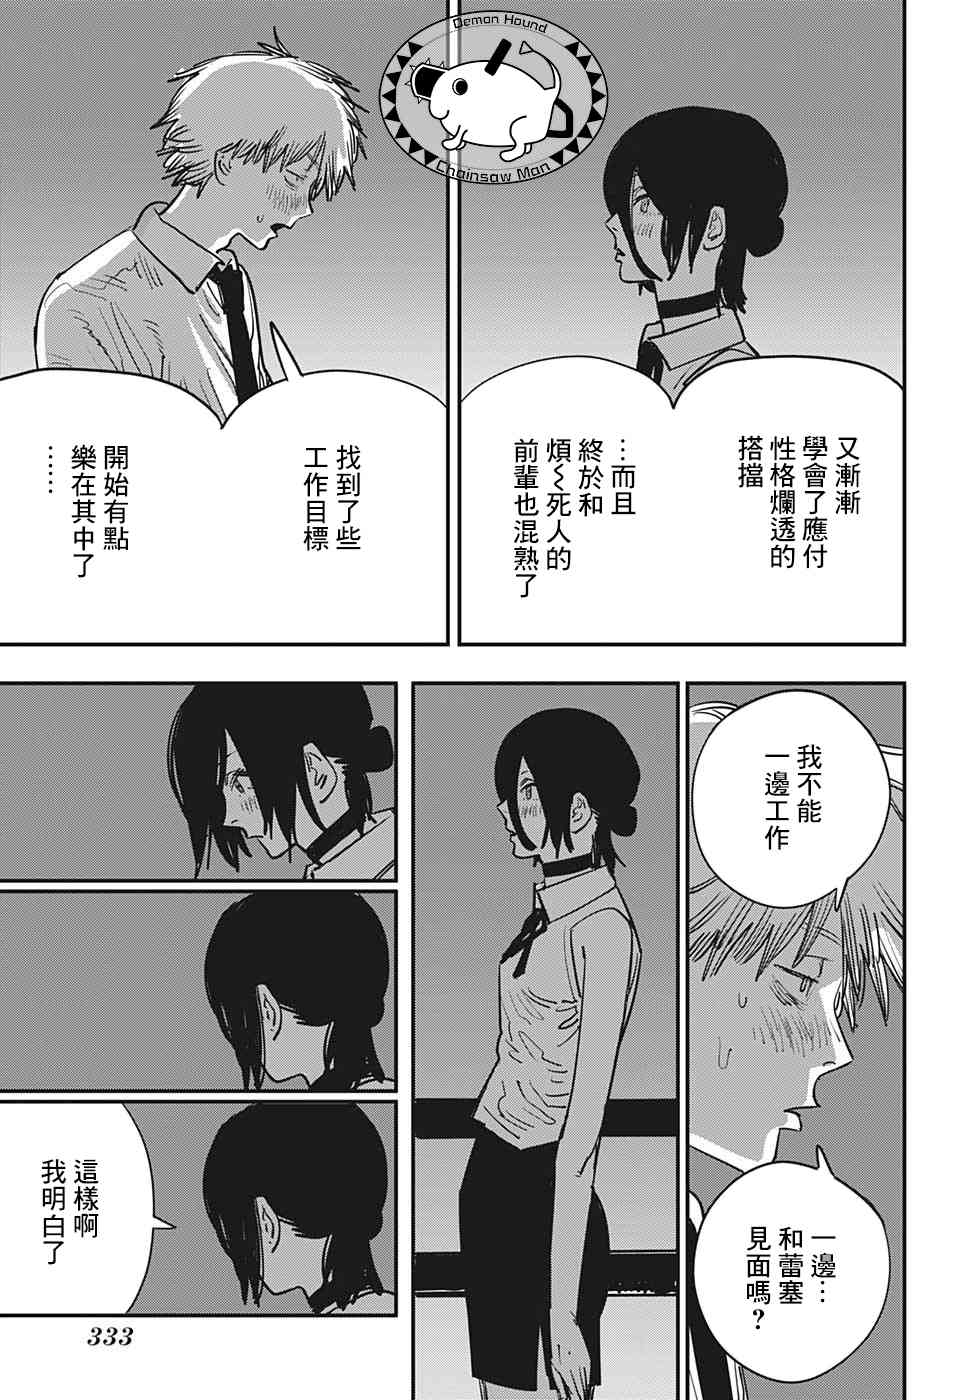 Demon Hound
Chainsaw Man
又漸漸
學會了應付
性格爛透的
搭擋
…而且
終於和
煩~死人的
前輩也混熟了
找到了些
工作目標
開始有點
樂在其中了
……
我不能
一邊工作
一邊…
和蕾塞
見面嗎?
這樣啊
我明白了
333